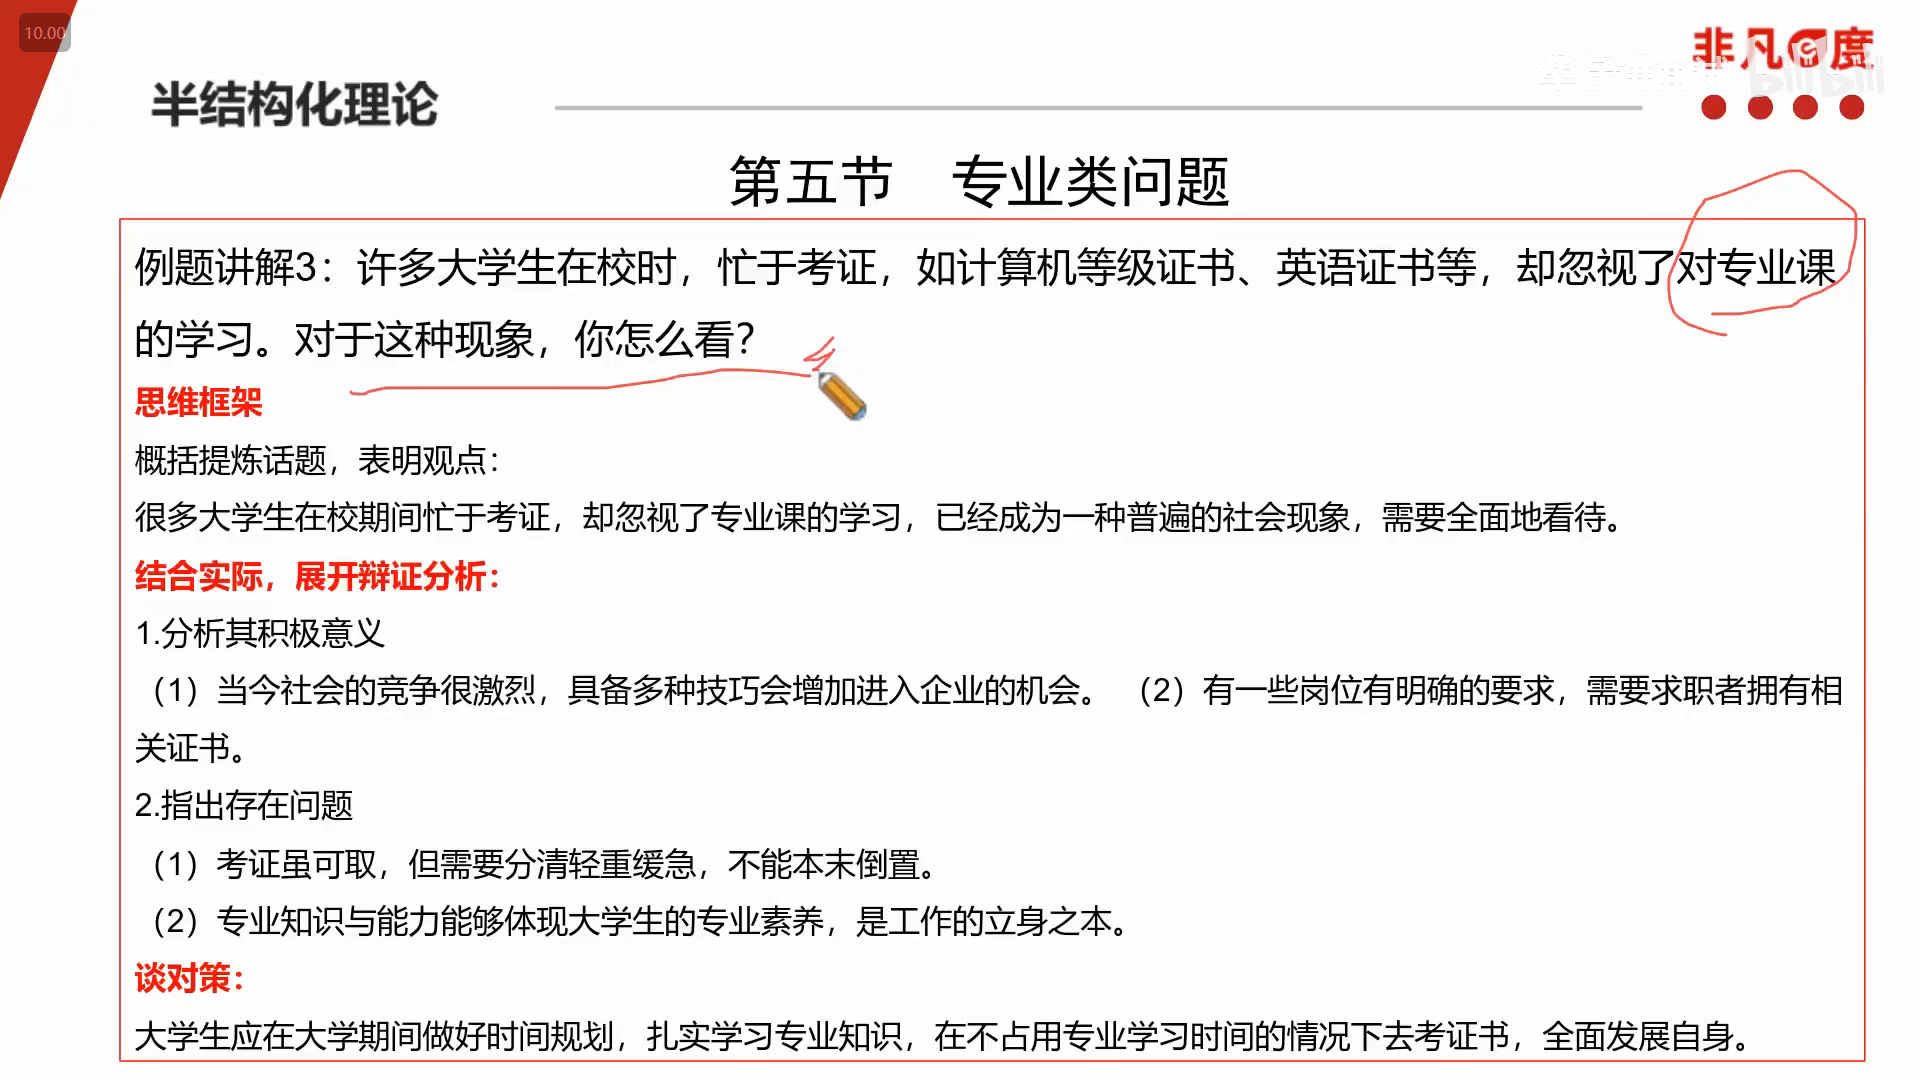 10.00
非凡度
半结构化理论
第五节 专业类问题
例题讲解3：许多大学生在校时，忙于考证，如计算机等级证书、英语证书等，却忽视了对专业课
的学习。对于这种现象，你怎么看？
思维框架
概括提炼话题，表明观点：
很多大学生在校期间忙于考证，却忽视了专业课的学习，已经成为一种普遍的社会现象，需要全面地看待。
结合实际，展开辩证分析：
1.分析其积极意义
（1）当今社会的竞争很激烈，具备多种技巧会增加进入企业的机会。 （2）有一些岗位有明确的要求，需要求职者拥有相
关证书。
2.指出存在问题
（1）考证虽可取，但需要分清轻重缓急，不能本末倒置。
（2）专业知识与能力能够体现大学生的专业素养，是工作的立身之本。
谈对策：
大学生应在大学期间做好时间规划，扎实学习专业知识，在不占用专业学习时间的情况下去考证书，全面发展自身。